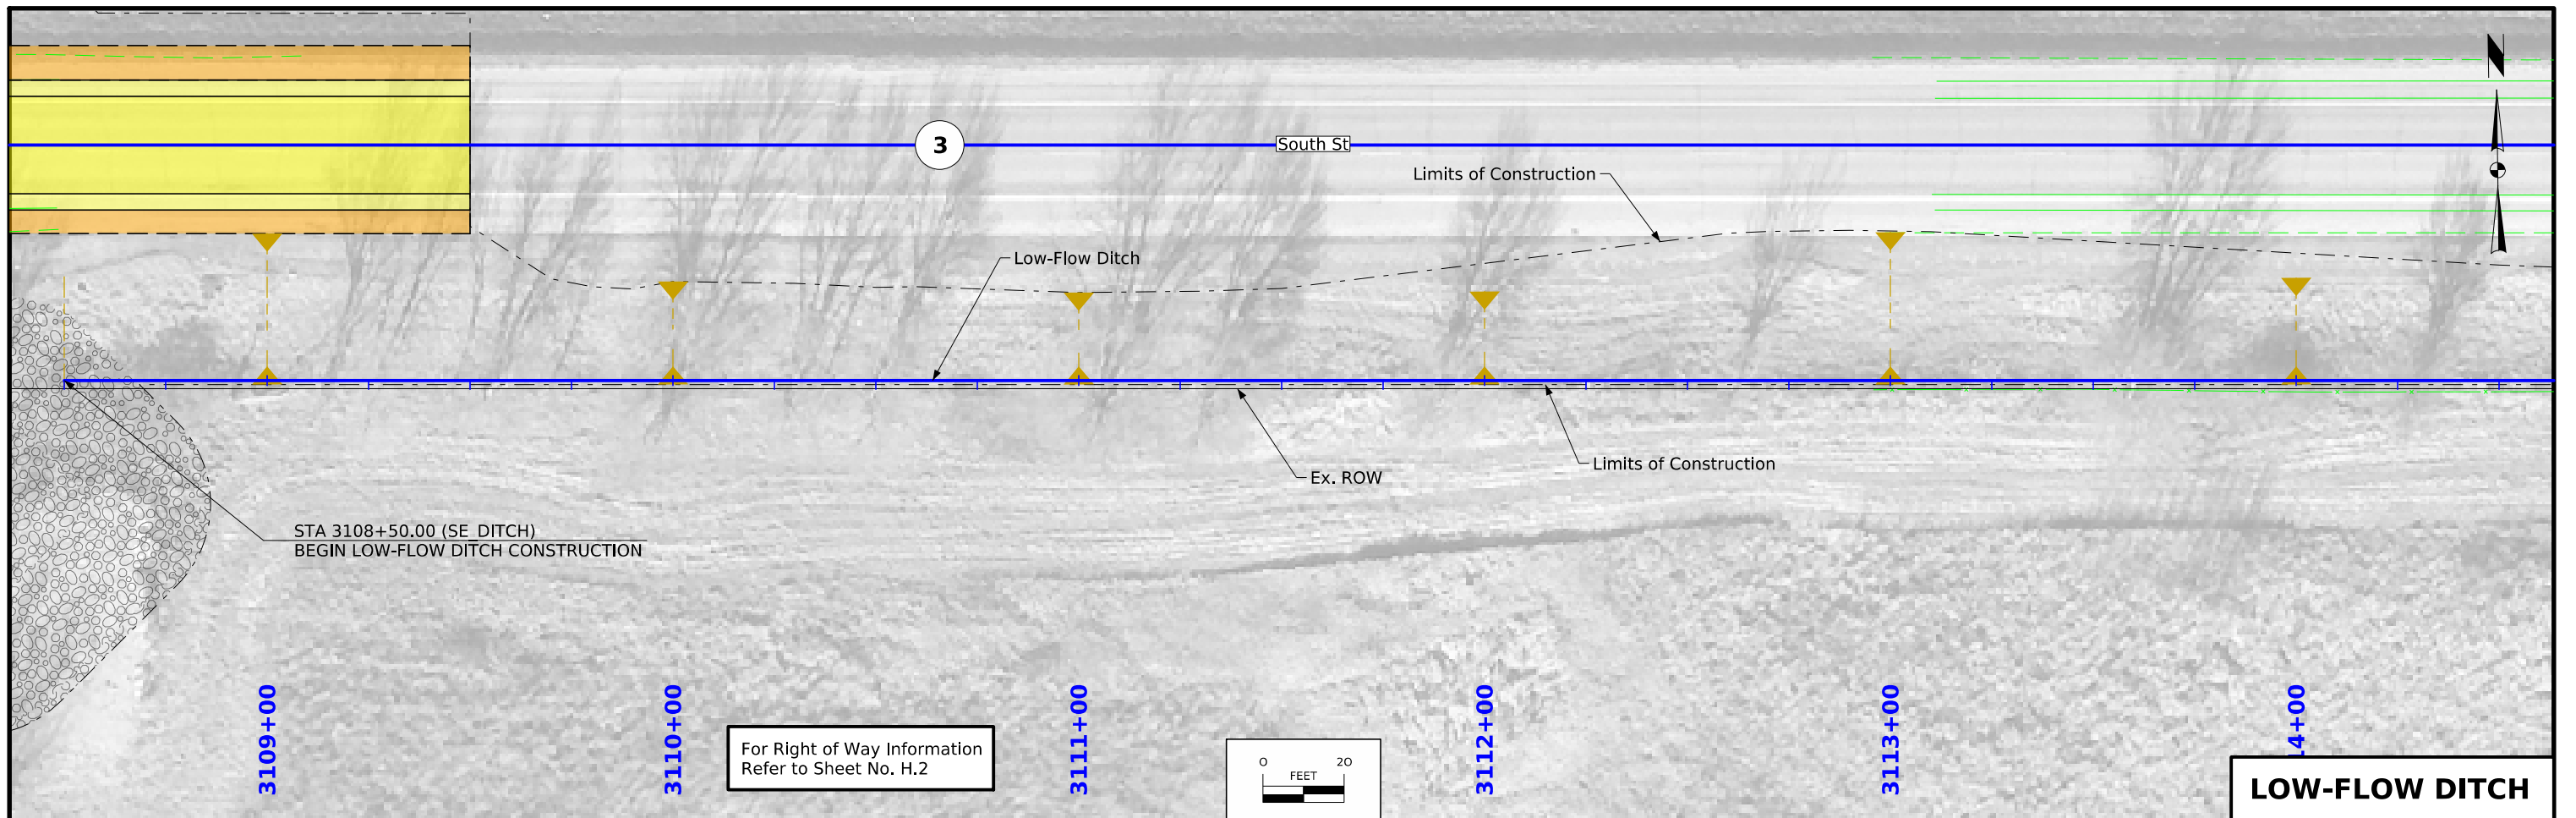 N
3
South St
Limits of Construction
Low-Flow Ditch
Limits of Construction
Ex. ROW
STA 3108+50.00 (SE_DITCH)
BEGIN LOW-FLOW DITCH CONSTRUCTION
3109+00
3110+00
3111+00
3112+00
3113+00
14+00
For Right of Way Information
Refer to Sheet No. H.2
0 20
FEET
LOW-FLOW DITCH